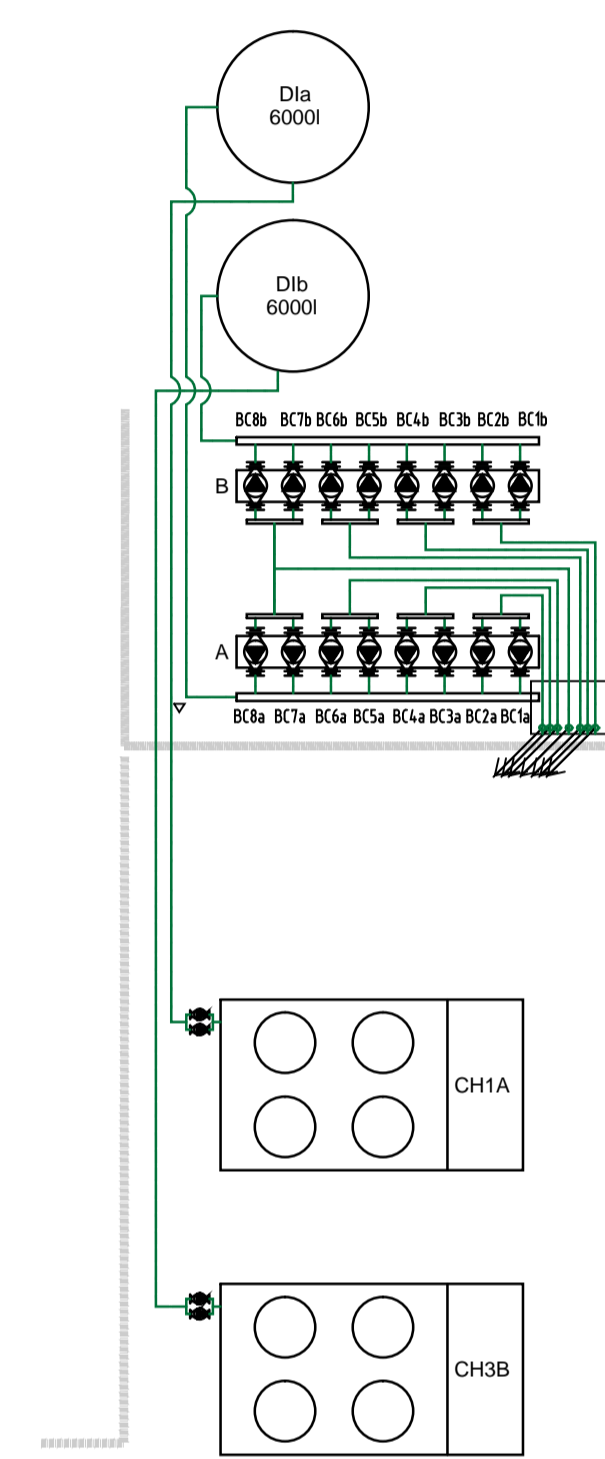 DIa
6000l
DIb
6000l
BC8b BC7b BC6b BC5b BC4b BC3b BC2b BC1b
B
A
BC8a BC7a BC6a BC5a BC4a BC3a BC2a BC1a
CH1A
CH3B